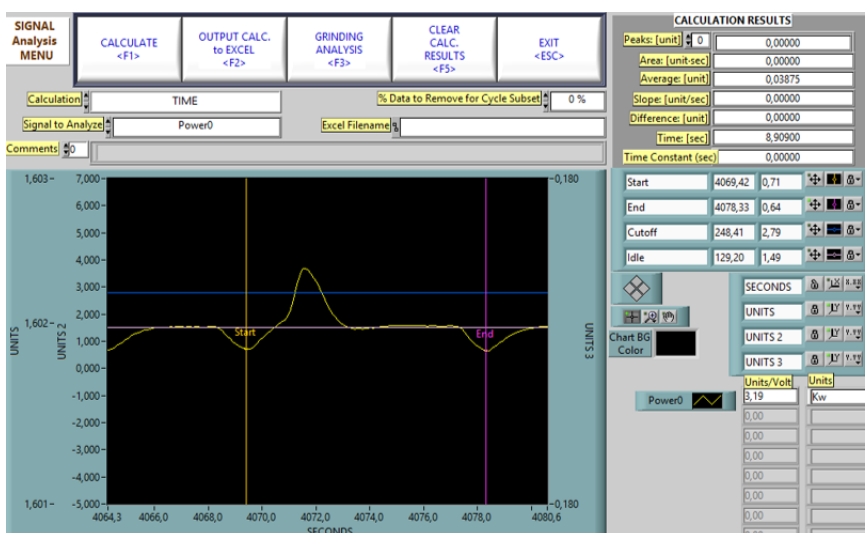 SIGNAL
Analysis
MENU
CALCULATE
<F1>
OUTPUT CALC.
to EXCEL
<F2>
GRINDING
ANALYSIS
<F3>
CLEAR
CALC.
RESULTS
<F5>
EXIT
<ESC>
Calculation TIME
% Data to Remove for Cycle Subset 0 %
Signal to Analyze Power0
Excel Filename
Comments 0
CALCULATION RESULTS
Peaks: [unit] 0 0,00000
Area: [unit-sec] 0,00000
Average: [unit] 0,03875
Slope: [unit/sec] 0,00000
Difference: [unit] 0,00000
Time: [sec] 8,90900
Time Constant (sec) 0,00000
Start 4069,42 0,71
End 4078,33 0,64
Cutoff 248,41 2,79
Idle 129,20 1,49
SECONDS
UNITS
UNITS 2
UNITS 3
Chart BG
Color
Units/Volt Units
Power0 3,19 Kw
0,00
0,00
0,00
0,00
0,00
0,00
0,00
1,603
1,602
1,601
UNITS
7,000
6,000
5,000
4,000
3,000
2,000
1,000
0,000
-1,000
-2,000
-3,000
-4,000
-5,000
UNITS 2
Start
End
0,180
-0,180
UNITS 3
4064,3 4066,0 4068,0 4070,0 4072,0 4074,0 4076,0 4078,0 4080,6
SECONDS